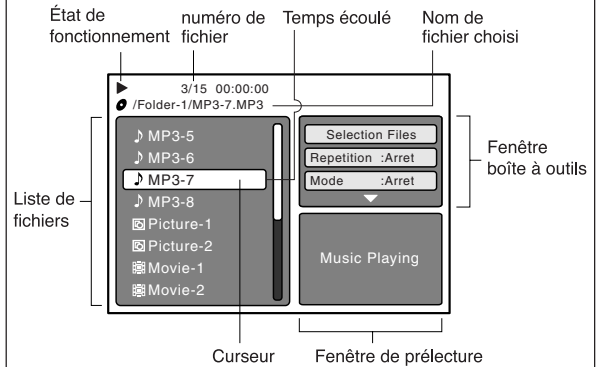 État de fonctionnement
numéro de fichier
Temps écoulé
Nom de fichier choisi
3/15 00:00:00
/Folder-1/MP3-7.MP3
MP3-5
MP3-6
MP3-7
MP3-8
Picture-1
Picture-2
Movie-1
Movie-2
Selection Files
Repetition :Arret
Mode :Arret
Music Playing
Liste de fichiers
Fenêtre boîte à outils
Curseur
Fenêtre de prélecture